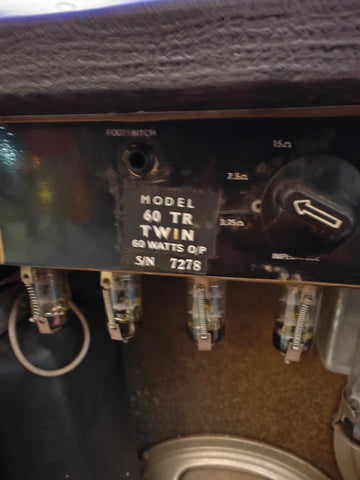 FOOTSWITCH
15Ω
7.5Ω
3.75Ω
IMPEDANCE
MODEL
60 TR
TWIN
60 WATTS O/P
S/N 7278